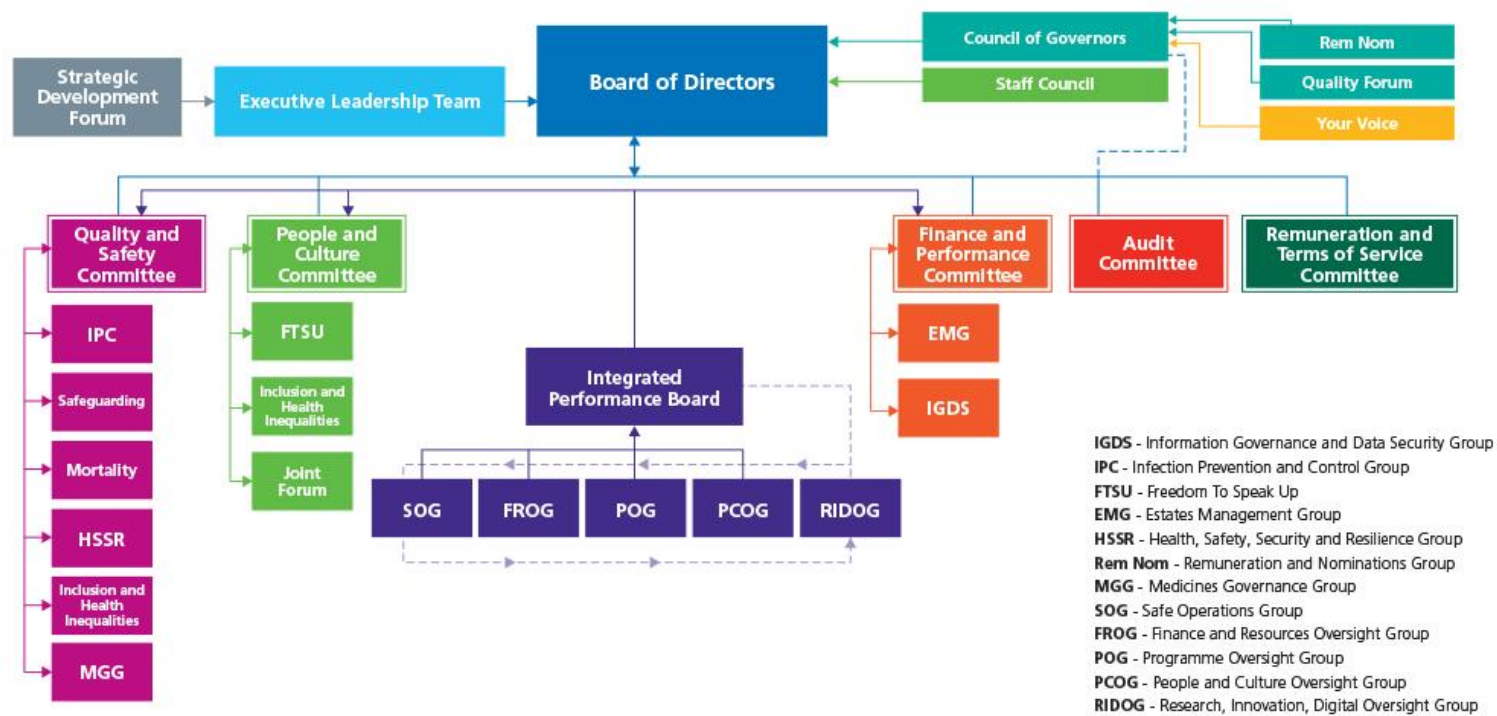 Strategic
Development
Forum
Executive Leadership Team
Board of Directors
Council of Governors
Staff Council
Rem Nom
Quality Forum
Your Voice
Quality and
Safety
Committee
People and
Culture
Committee
Finance and
Performance
Committee
Audit
Committee
Remuneration and
Terms of Service
Committee
IPC
Safeguarding
Mortality
HSSR
Inclusion and
Health
Inequalities
MGG
FTSU
Inclusion and
Health
Inequalities
Joint
Forum
Integrated
Performance Board
SOG
FROG
POG
PCOG
RIDOG
EMG
IGDS
IGDS - Information Governance and Data Security Group
IPC - Infection Prevention and Control Group
FTSU - Freedom To Speak Up
EMG - Estates Management Group
HSSR - Health, Safety, Security and Resilience Group
Rem Nom - Remuneration and Nominations Group
MGG - Medicines Governance Group
SOG - Safe Operations Group
FROG - Finance and Resources Oversight Group
POG - Programme Oversight Group
PCOG - People and Culture Oversight Group
RIDOG - Research, Innovation, Digital Oversight Group